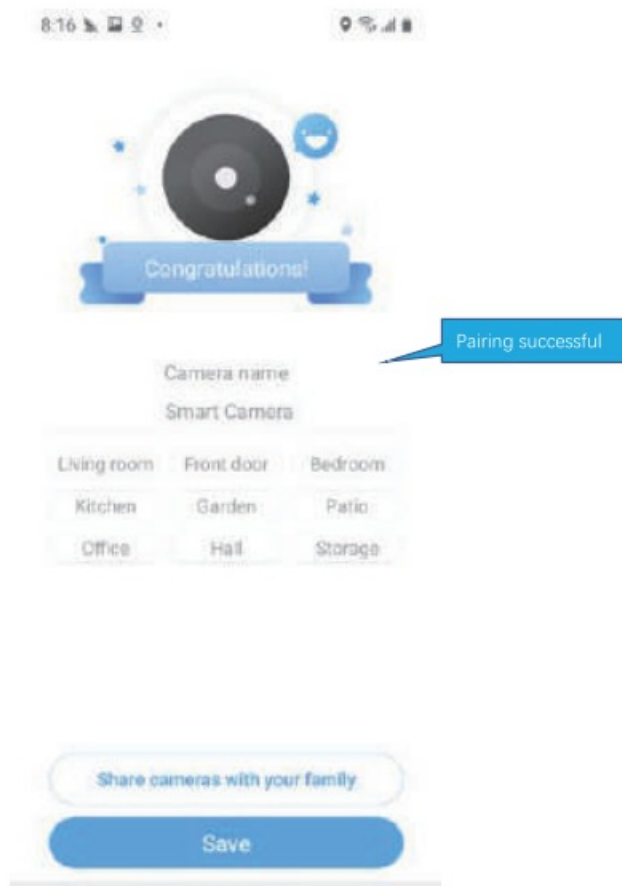 8:16
Congratulations!
Pairing successful
Camera name
Smart Camera
Living room Front door Bedroom
Kitchen Garden Patio
Office Hall Storage
Share cameras with your family
Save